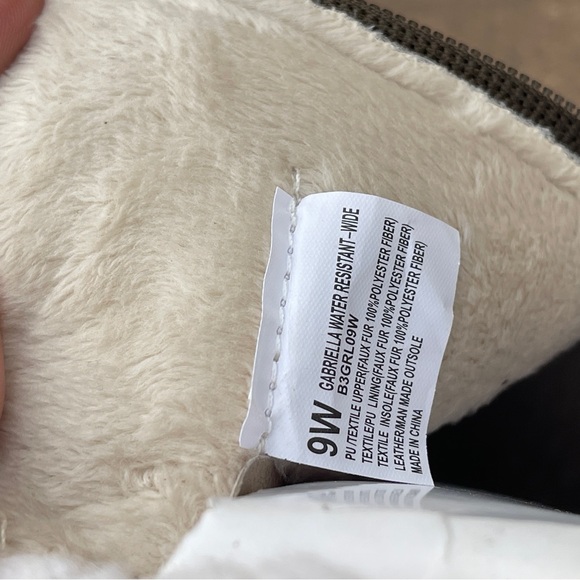 9W
GABRIELLA WATER RESISTANT-WIDE
B3GRL09W
PU /TEXTILE UPPER(FAUX FUR 100%POLYESTER FIBER)
TEXTILE/PU LINING(FAUX FUR 100%POLYESTER FIBER)
TEXTILE INSOLE(FAUX FUR 100%POLYESTER FIBER)
LEATHER/MAN MADE OUTSOLE
MADE IN CHINA